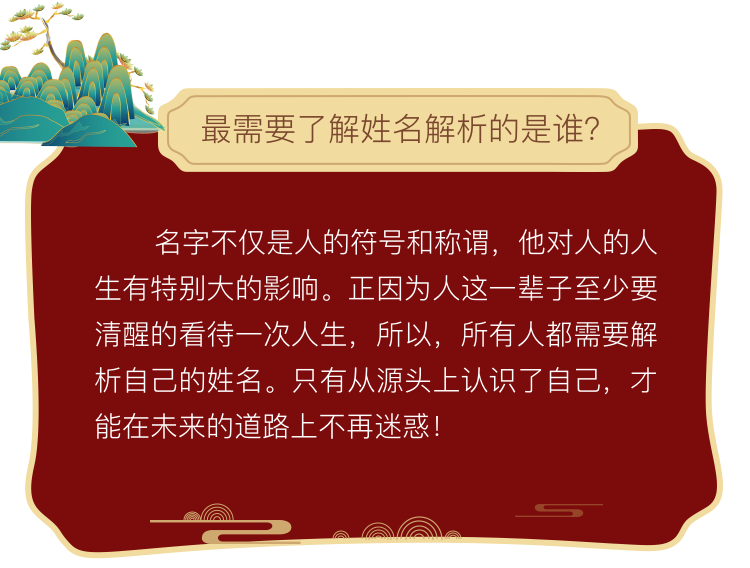 最需要了解姓名解析的是谁?
名字不仅是人的符号和称谓，他对人的人
生有特别大的影响。正因为人这一辈子至少要
清醒的看待一次人生，所以，所有人都需要解
析自己的姓名。只有从源头上认识了自己，才
能在未来的道路上不再迷惑！